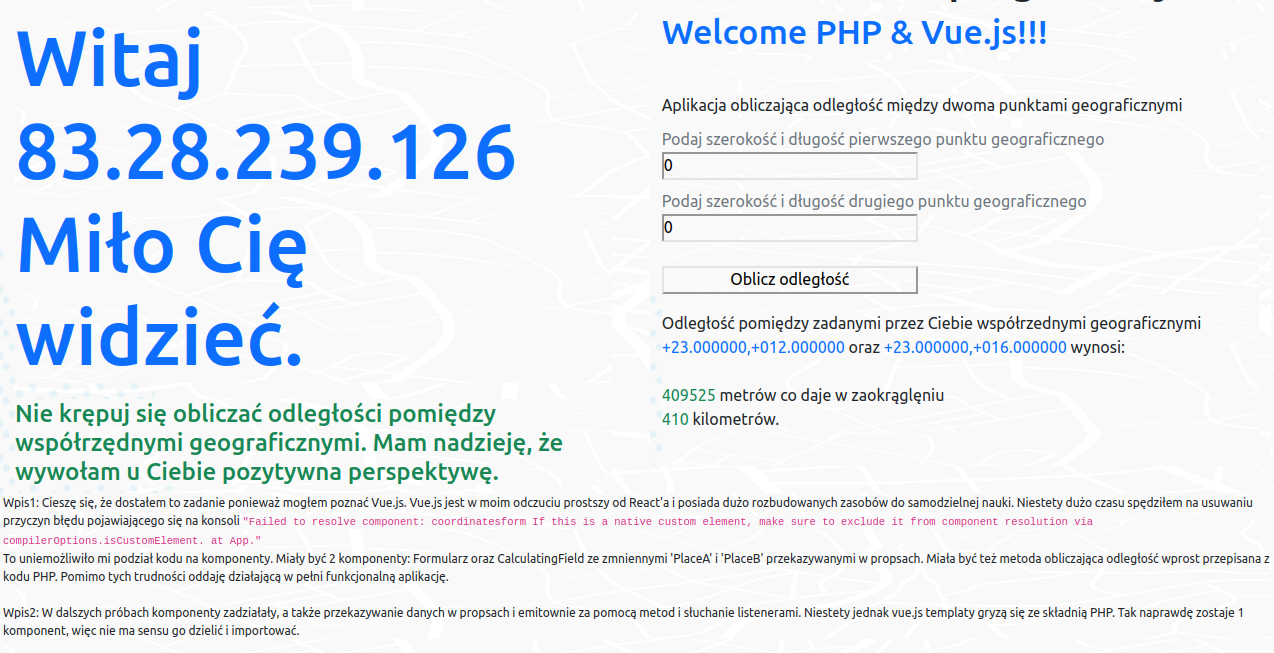 Witaj
83.28.239.126
Miło Cię
widzieć.
Nie krępuj się obliczać odległości pomiędzy
współrzędnymi geograficznymi. Mam nadzieję, że
wywołam u Ciebie pozytywna perspektywę.
Welcome PHP & Vue.js!!!
Aplikacja obliczająca odległość między dwoma punktami geograficznymi
Podaj szerokość i długość pierwszego punktu geograficznego
0
Podaj szerokość i długość drugiego punktu geograficznego
0
Oblicz odległość
Odległość pomiędzy zadanymi przez Ciebie współrzednymi geograficznymi
+23.000000,+012.000000 oraz +23.000000,+016.000000 wynosi:
409525 metrów co daje w zaokrągleniu
410 kilometrów.
Wpis1: Cieszę się, że dostałem to zadanie ponieważ mogłem poznać Vue.js. Vue.js jest w moim odczuciu prostszy od React'a i posiada dużo rozbudowanych zasobów do samodzielnej nauki. Niestety dużo czasu spędziłem na usuwaniu
przyczyn błędu pojawiającego się na konsoli "Failed to resolve component: coordinatesform If this is a native custom element, make sure to exclude it from component resolution via
compilerOptions.isCustomElement. at App."
To uniemożliwiło mi podział kodu na komponenty. Miały być 2 komponenty: Formularz oraz CalculatingField ze zmniennymi 'PlaceA' i 'PlaceB' przekazywanymi w propsach. Miała być też metoda obliczająca odległość wprost przepisana z
kodu PHP. Pomimo tych trudności oddaję działającą w pełni funkcjonalną aplikację.
Wpis2: W dalszych próbach komponenty zadziałały, a także przekazywanie danych w propsach i emitownie za pomocą metod i słuchanie listenerami. Niestety jednak vue.js templaty gryzą się ze składnią PHP. Tak naprawdę zostaje 1
komponent, więc nie ma sensu go dzielić i importować.